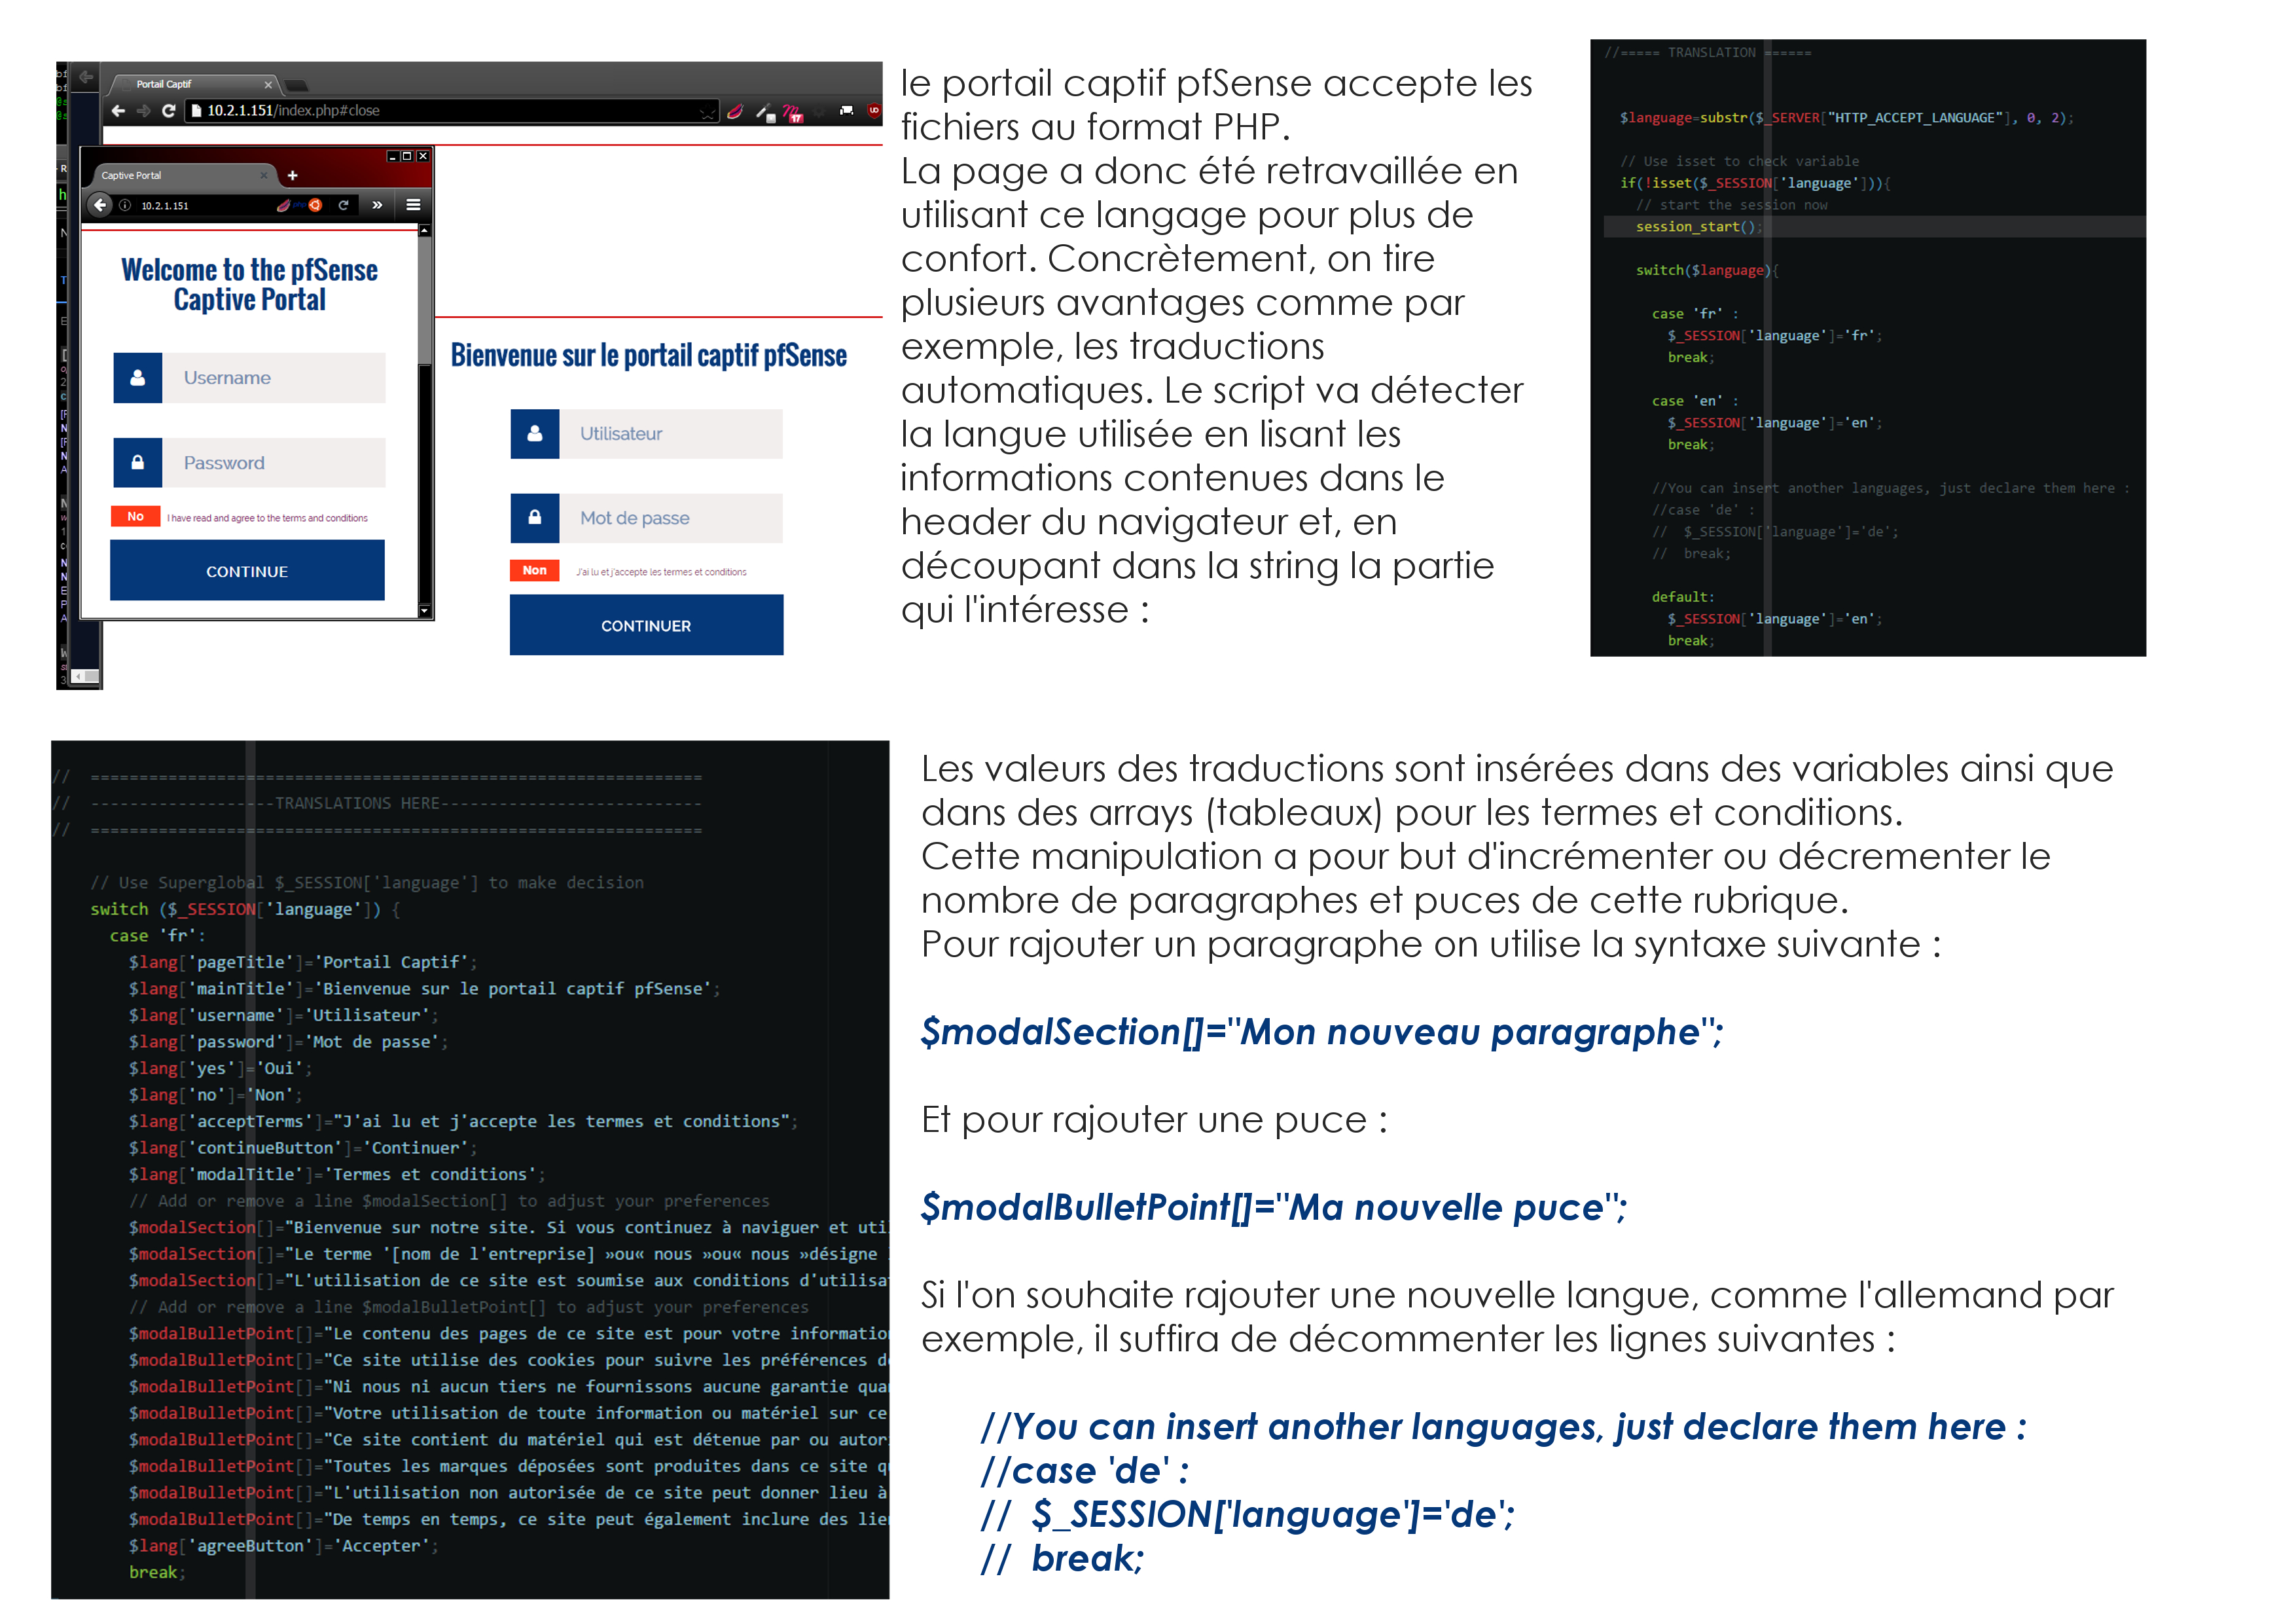 Portail Captif
10.2.1.151/index.php#close
Captive Portal
10.2.1.151
Welcome to the pfSense
Captive Portal
Username
Password
No
I have read and agree to the terms and conditions
CONTINUE
Bienvenue sur le portail captif pfSense
Utilisateur
Mot de passe
Non
J'ai lu et j'accepte les termes et conditions
CONTINUER
le portail captif pfSense accepte les
fichiers au format PHP.
La page a donc été retravaillée en
utilisant ce langage pour plus de
confort. Concrètement, on tire
plusieurs avantages comme par
exemple, les traductions
automatiques. Le script va détecter
la langue utilisée en lisant les
informations contenues dans le
header du navigateur et, en
découpant dans la string la partie
qui l'intéresse :
//===== TRANSLATION ======
$language=substr($_SERVER["HTTP_ACCEPT_LANGUAGE"], 0, 2);
// Use isset to check variable
if(!isset($_SESSION['language'])){
// start the session now
session_start();
switch($language){
case 'fr' :
$_SESSION['language']='fr';
break;
case 'en' :
$_SESSION['language']='en';
break;
//You can insert another languages, just declare them here :
//case 'de' :
//  $_SESSION['language']='de';
//  break;
default:
$_SESSION['language']='en';
break;
//  ===============================================================
//  -------------------TRANSLATIONS HERE---------------------------
//  ===============================================================
// Use Superglobal $_SESSION['language'] to make decision
switch ($_SESSION['language']) {
case 'fr':
$lang['pageTitle']='Portail Captif';
$lang['mainTitle']='Bienvenue sur le portail captif pfSense';
$lang['username']='Utilisateur';
$lang['password']='Mot de passe';
$lang['yes']='Oui';
$lang['no']='Non';
$lang['acceptTerms']="J'ai lu et j'accepte les termes et conditions";
$lang['continueButton']='Continuer';
$lang['modalTitle']='Termes et conditions';
// Add or remove a line $modalSection[] to adjust your preferences
$modalSection[]="Bienvenue sur notre site. Si vous continuez à naviguer et uti
$modalSection[]="Le terme '[nom de l'entreprise] »ou« nous »ou« nous »désigne
$modalSection[]="L'utilisation de ce site est soumise aux conditions d'utilisa
// Add or remove a line $modalBulletPoint[] to adjust your preferences
$modalBulletPoint[]="Le contenu des pages de ce site est pour votre information
$modalBulletPoint[]="Ce site utilise des cookies pour suivre les préférences d
$modalBulletPoint[]="Ni nous ni aucun tiers ne fournissons aucune garantie qua
$modalBulletPoint[]="Votre utilisation de toute information ou matériel sur ce
$modalBulletPoint[]="Ce site contient du matériel qui est détenue par ou autor
$modalBulletPoint[]="Toutes les marques déposées sont produites dans ce site q
$modalBulletPoint[]="L'utilisation non autorisée de ce site peut donner lieu à
$modalBulletPoint[]="De temps en temps, ce site peut également inclure des lie
$lang['agreeButton']='Accepter';
break;
Les valeurs des traductions sont insérées dans des variables ainsi que
dans des arrays (tableaux) pour les termes et conditions.
Cette manipulation a pour but d'incrémenter ou décrementer le
nombre de paragraphes et puces de cette rubrique.
Pour rajouter un paragraphe on utilise la syntaxe suivante :
$modalSection[]="Mon nouveau paragraphe";
Et pour rajouter une puce :
$modalBulletPoint[]="Ma nouvelle puce";
Si l'on souhaite rajouter une nouvelle langue, comme l'allemand par
exemple, il suffira de décommenter les lignes suivantes :
//You can insert another languages, just declare them here :
//case 'de' :
//  $_SESSION['language']='de';
//  break;